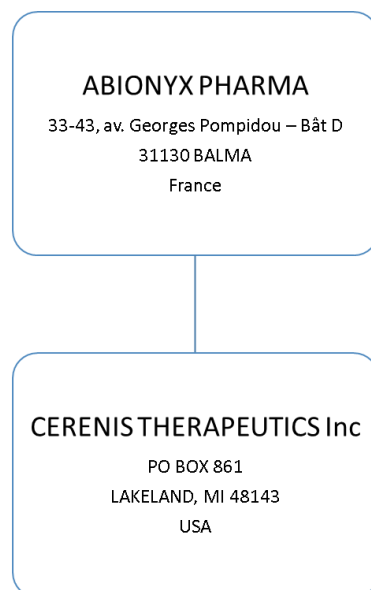 ABIONYX PHARMA
33-43, av. Georges Pompidou – Bât D
31130 BALMA
France
CERENIS THERAPEUTICS Inc
PO BOX 861
LAKELAND, MI 48143
USA